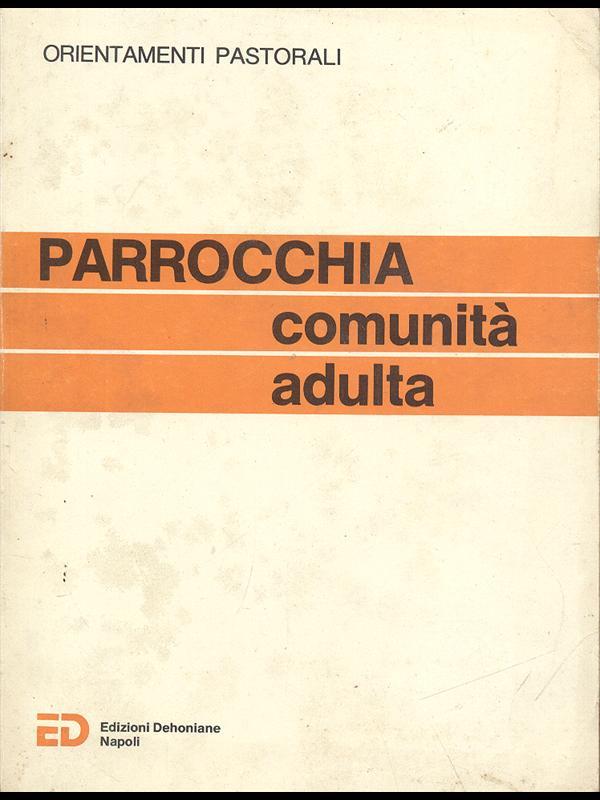 ORIENTAMENTI PASTORALI
PARROCCHIA
comunità
adulta
ED
Edizioni Dehoniane
Napoli